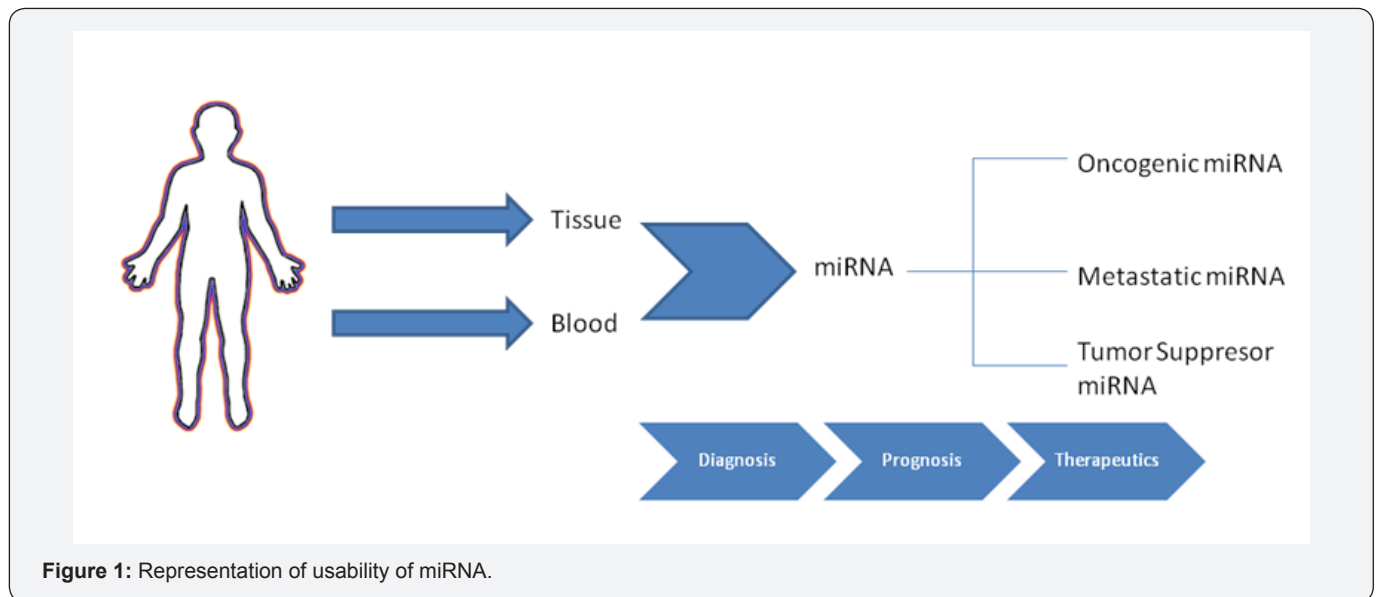 Tissue
Blood
miRNA
Oncogenic miRNA
Metastatic miRNA
Tumor Suppresor
miRNA
Diagnosis
Prognosis
Therapeutics
Figure 1: Representation of usability of miRNA.